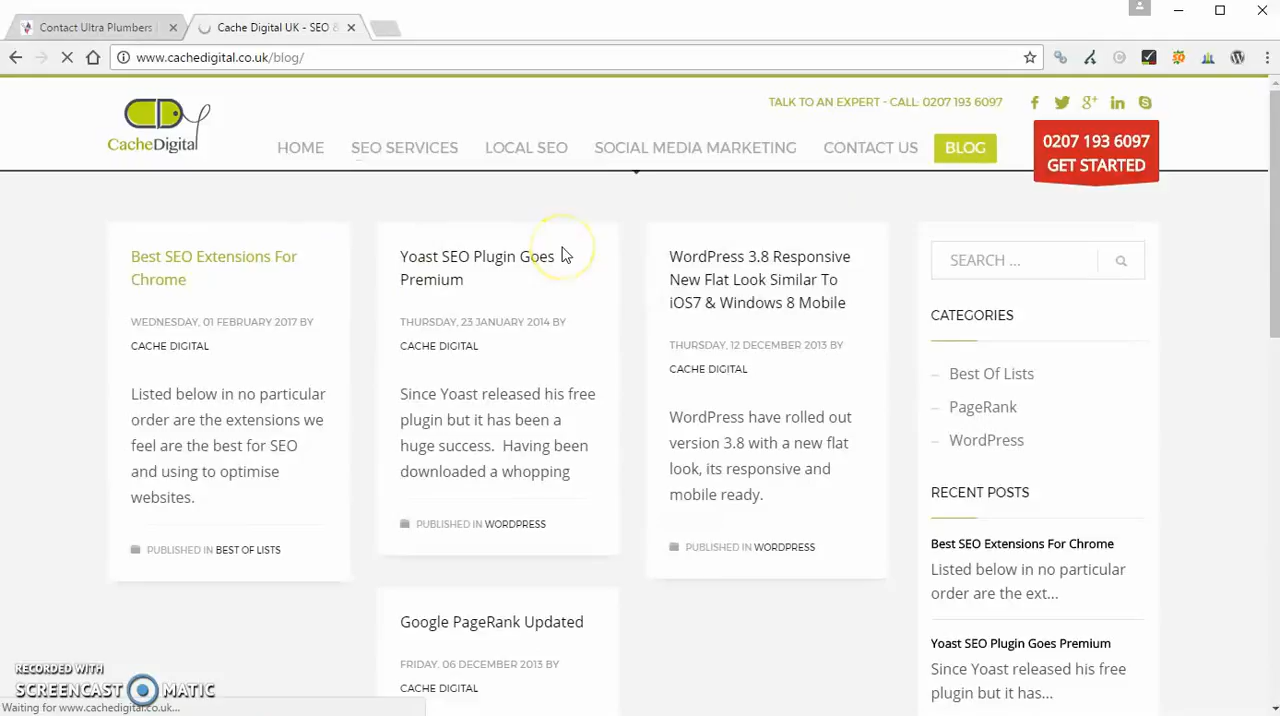 Contact Ultra Plumbers
Cache Digital UK - SEO &
www.cachedigital.co.uk/blog/
CacheDigital
TALK TO AN EXPERT - CALL: 0207 193 6097
HOME
SEO SERVICES
LOCAL SEO
SOCIAL MEDIA MARKETING
CONTACT US
BLOG
0207 193 6097
GET STARTED
Best SEO Extensions For
Chrome
WEDNESDAY, 01 FEBRUARY 2017 BY
CACHE DIGITAL
Listed below in no particular
order are the extensions we
feel are the best for SEO
and using to optimise
websites.
PUBLISHED IN BEST OF LISTS
Yoast SEO Plugin Goes
Premium
THURSDAY, 23 JANUARY 2014 BY
CACHE DIGITAL
Since Yoast released his free
plugin but it has been a
huge success. Having been
downloaded a whopping
PUBLISHED IN WORDPRESS
Google PageRank Updated
FRIDAY, 06 DECEMBER 2013 BY
CACHE DIGITAL
WordPress 3.8 Responsive
New Flat Look Similar To
iOS7 & Windows 8 Mobile
THURSDAY, 12 DECEMBER 2013 BY
CACHE DIGITAL
WordPress have rolled out
version 3.8 with a new flat
look, its responsive and
mobile ready.
PUBLISHED IN WORDPRESS
SEARCH ...
CATEGORIES
Best Of Lists
PageRank
WordPress
RECENT POSTS
Best SEO Extensions For Chrome
Listed below in no particular
order are the ext...
Yoast SEO Plugin Goes Premium
Since Yoast released his free
plugin but it has...
RECORDED WITH
SCREENCAST MATIC
Waiting for www.cachedigital.co.uk...